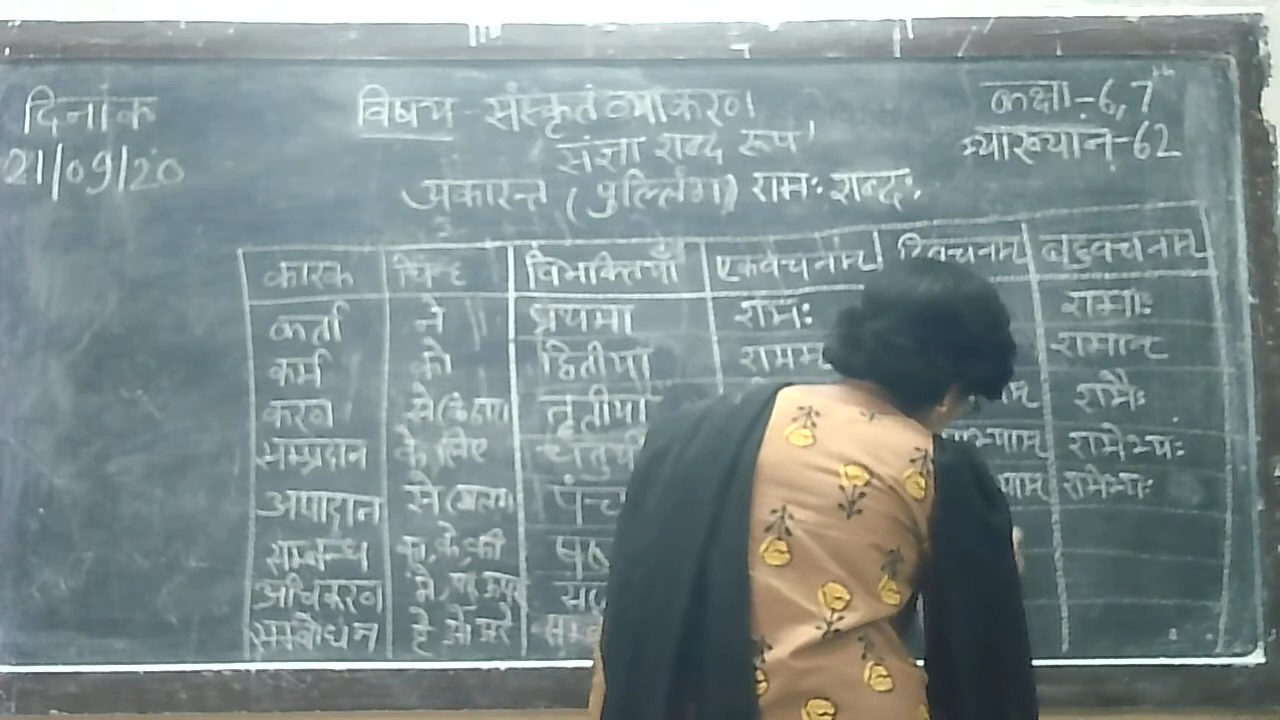 दिनांक
21/09/20
विषय - संस्कृत व्याकरण
संज्ञा शब्द रूप
अकारान्त (पुल्लिंग) रामः शब्दः
कक्षा - 6, 7th
व्याख्यान - 62
कारक चिन्ह विभक्तियाँ एकवचनम् द्विवचनम् बहुवचनम्
कर्ता ने प्रथमा रामः रामाः
कर्म को द्वितीया रामम् रामान्
करण से तृतीया रामैः
सम्प्रदान के लिए रामेभ्यः
अपादान से रामेभ्यः
सम्बन्ध का, के, की
अधिकरण में, पर
सम्बोधन हे ओ अरे